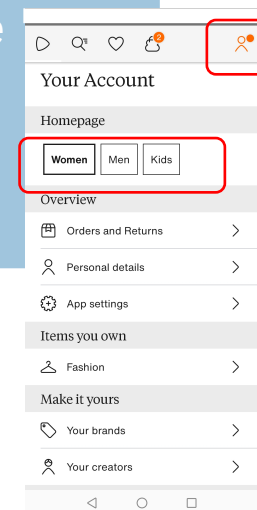 e
2
Your Account
Homepage
Women Men Kids
Overview
Orders and Returns
Personal details
App settings
Items you own
Fashion
Make it yours
Your brands
Your creators